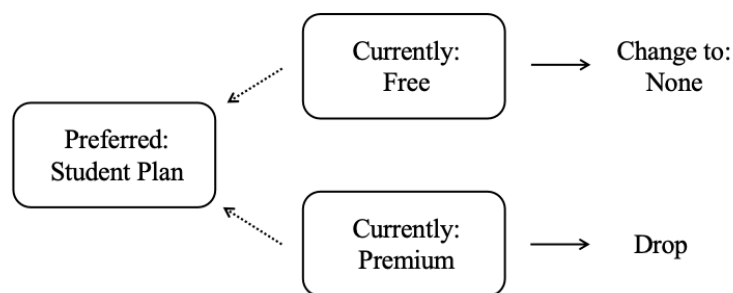 Currently:
Free
Change to:
None
Preferred:
Student Plan
Currently:
Premium
Drop